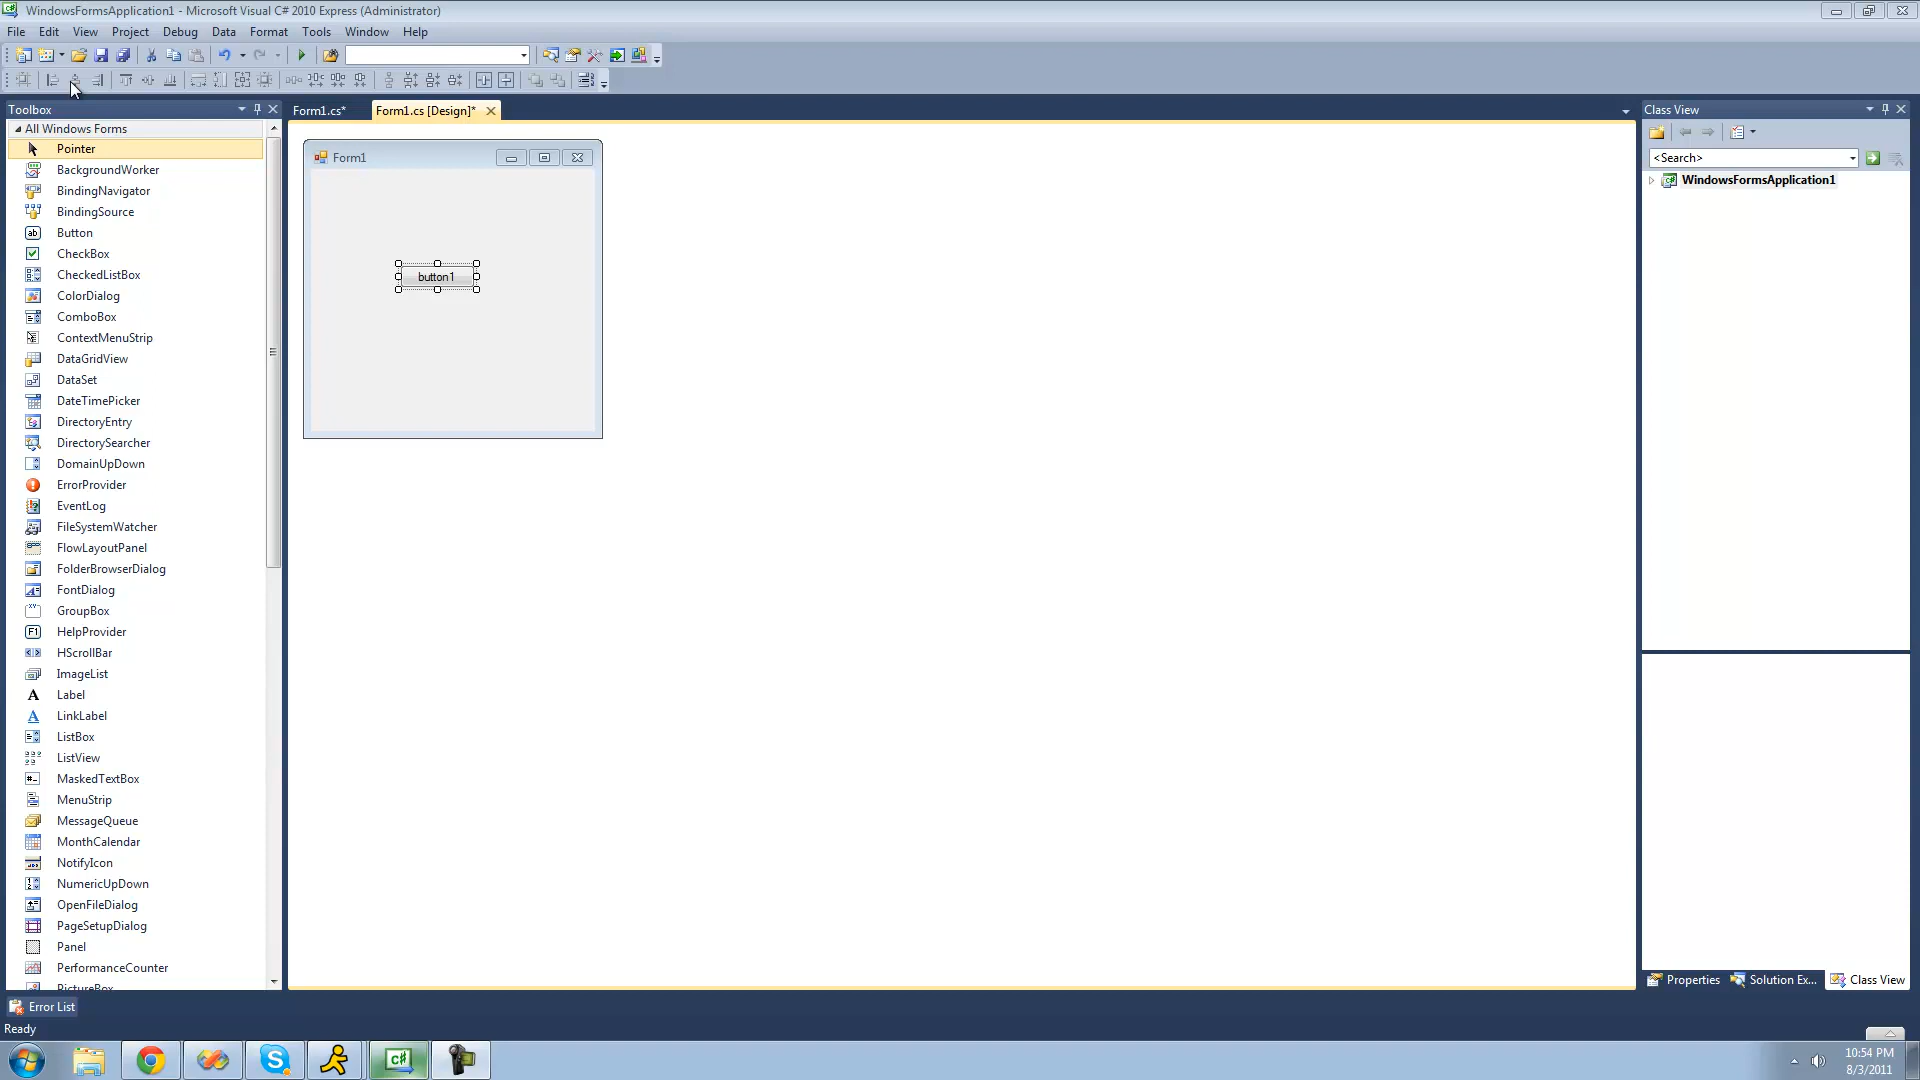 WindowsFormsApplication1 - Microsoft Visual C# 2010 Express (Administrator)
File Edit View Project Debug Data Format Tools Window Help
Toolbox
Form1.cs*
Form1.cs [Design]*
Class View
All Windows Forms
Pointer
BackgroundWorker
BindingNavigator
BindingSource
Button
CheckBox
CheckedListBox
ColorDialog
ComboBox
ContextMenuStrip
DataGridView
DataSet
DateTimePicker
DirectoryEntry
DirectorySearcher
DomainUpDown
ErrorProvider
EventLog
FileSystemWatcher
FlowLayoutPanel
FolderBrowserDialog
FontDialog
GroupBox
HelpProvider
HScrollBar
ImageList
Label
LinkLabel
ListBox
ListView
MaskedTextBox
MenuStrip
MessageQueue
MonthCalendar
NotifyIcon
NumericUpDown
OpenFileDialog
PageSetupDialog
Panel
PerformanceCounter
PictureBox
Form1
button1
<Search>
WindowsFormsApplication1
Properties
Solution Ex...
Class View
Error List
Ready
10:54 PM
8/3/2011